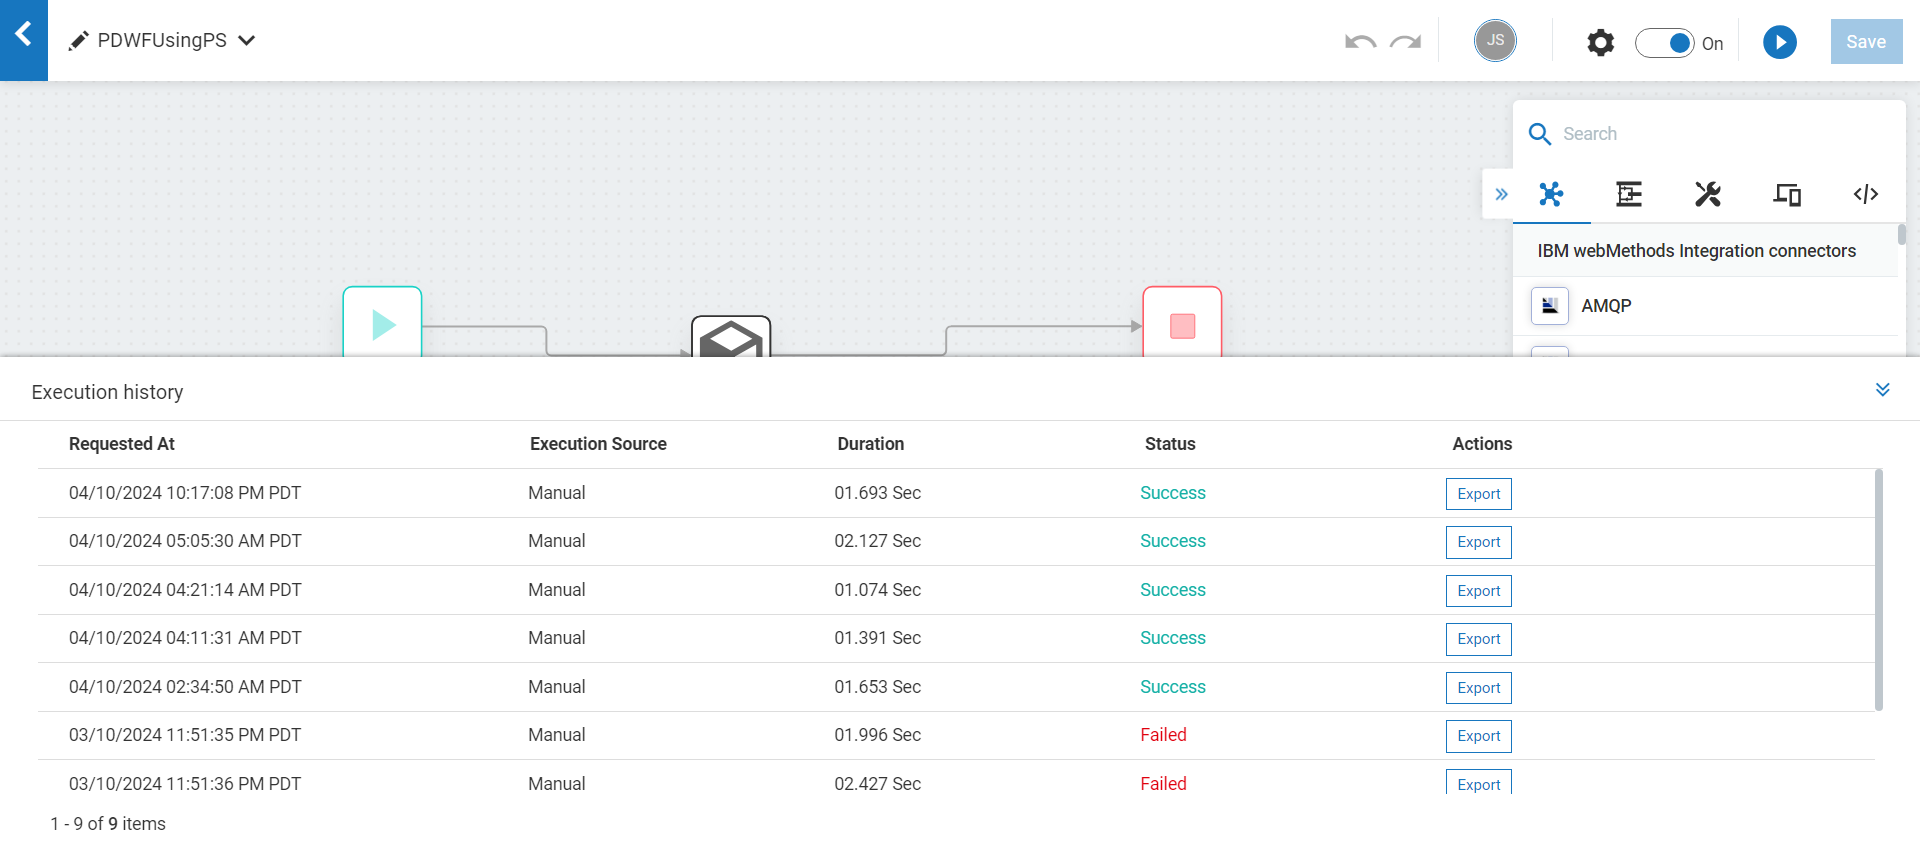 PDWFUsingPS
JS
On
Save
Search
IBM webMethods Integration connectors
AMQP
Execution history
Requested At Execution Source Duration Status Actions
04/10/2024 10:17:08 PM PDT Manual 01.693 Sec Success Export
04/10/2024 05:05:30 AM PDT Manual 02.127 Sec Success Export
04/10/2024 04:21:14 AM PDT Manual 01.074 Sec Success Export
04/10/2024 04:11:31 AM PDT Manual 01.391 Sec Success Export
04/10/2024 02:34:50 AM PDT Manual 01.653 Sec Success Export
03/10/2024 11:51:35 PM PDT Manual 01.996 Sec Failed Export
03/10/2024 11:51:36 PM PDT Manual 02.427 Sec Failed Export
1 - 9 of 9 items